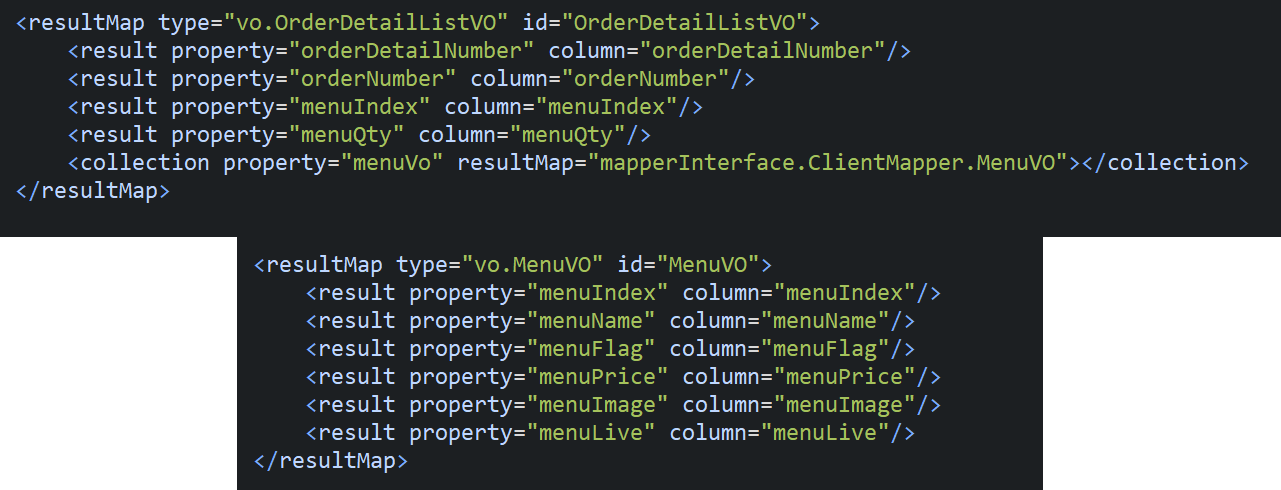 <resultMap type="vo.OrderDetailListVO" id="OrderDetailListVO">
    <result property="orderDetailNumber" column="orderDetailNumber"/>
    <result property="orderNumber" column="orderNumber"/>
    <result property="menuIndex" column="menuIndex"/>
    <result property="menuQty" column="menuQty"/>
    <collection property="menuVo" resultMap="mapperInterface.ClientMapper.MenuVO"></collection>
</resultMap>
<resultMap type="vo.MenuVO" id="MenuVO">
    <result property="menuIndex" column="menuIndex"/>
    <result property="menuName" column="menuName"/>
    <result property="menuFlag" column="menuFlag"/>
    <result property="menuPrice" column="menuPrice"/>
    <result property="menuImage" column="menuImage"/>
    <result property="menuLive" column="menuLive"/>
</resultMap>